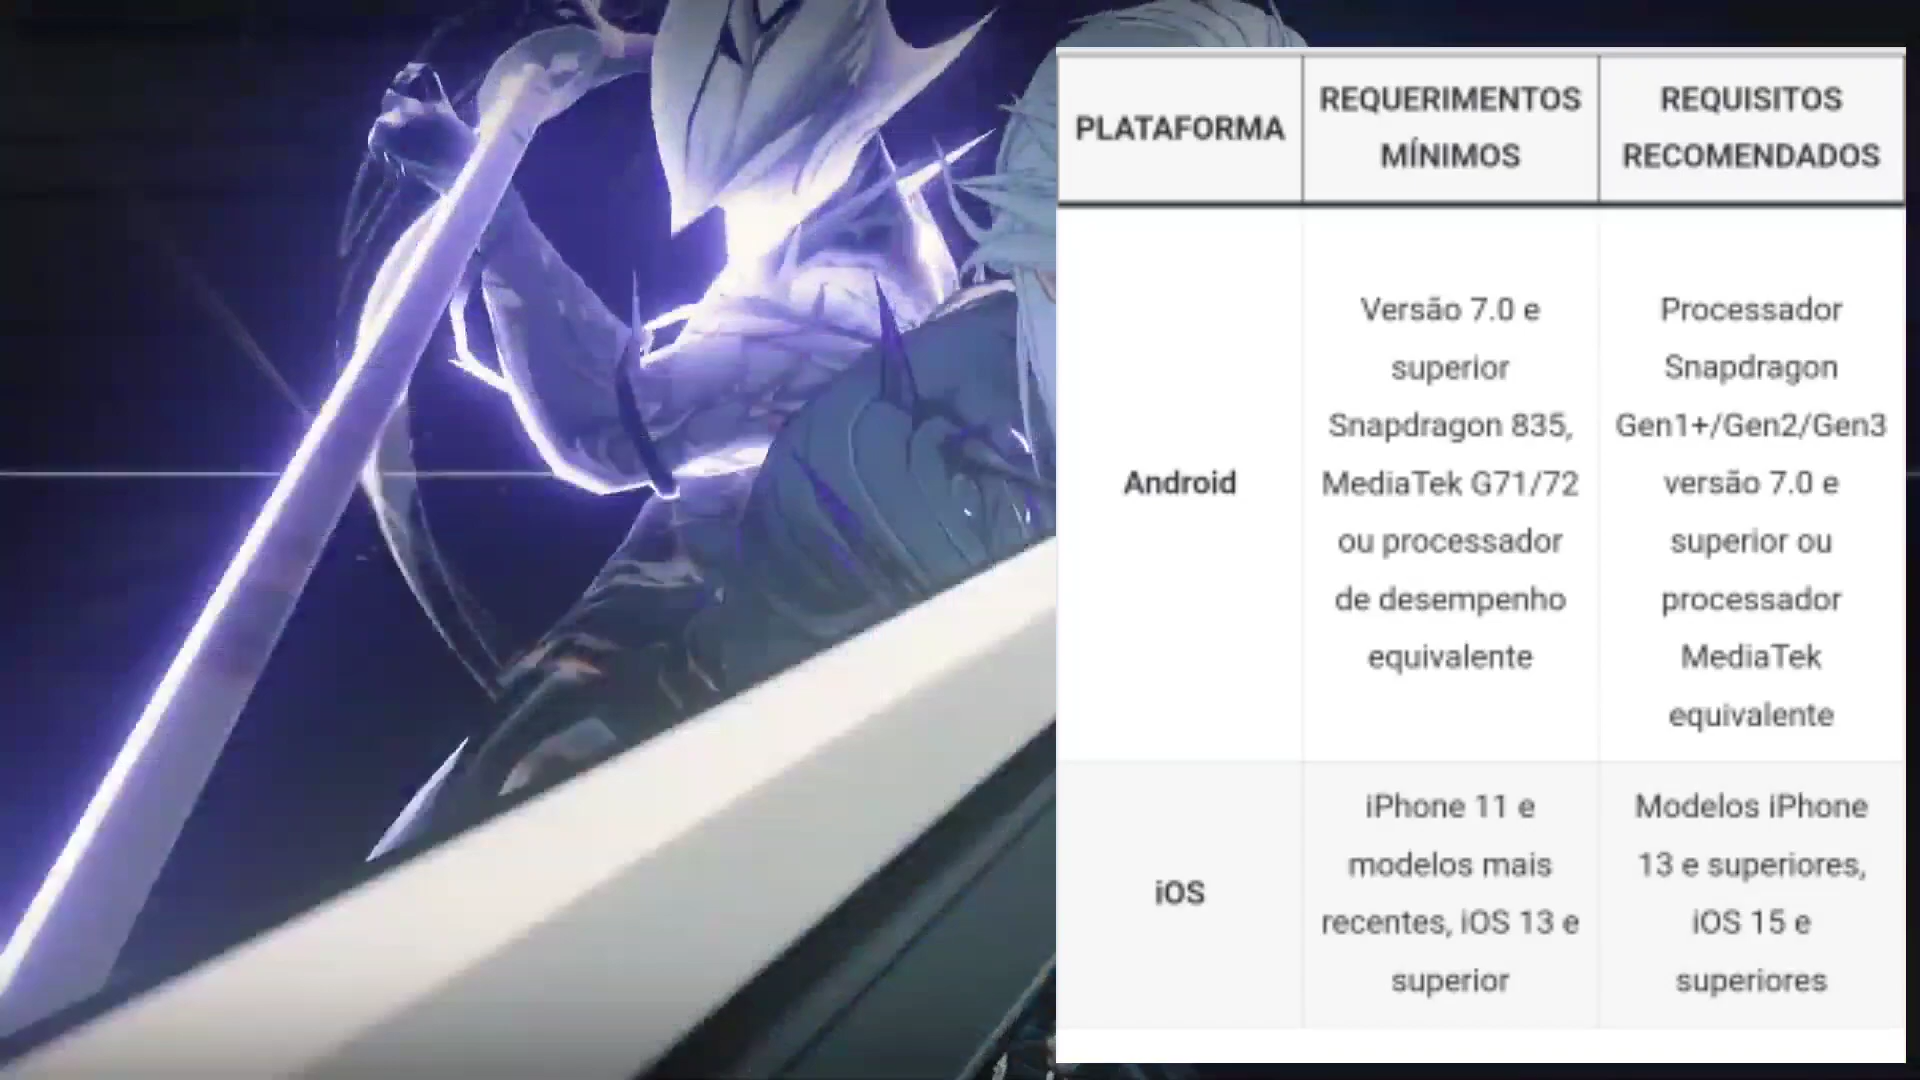 PLATAFORMA
REQUERIMENTOS
MÍNIMOS
REQUISITOS
RECOMENDADOS
Android
Versão 7.0 e
superior
Snapdragon 835,
MediaTek G71/72
ou processador
de desempenho
equivalente
Processador
Snapdragon
Gen1+/Gen2/Gen3
versão 7.0 e
superior ou
processador
MediaTek
equivalente
iOS
iPhone 11 e
modelos mais
recentes, iOS 13 e
superior
Modelos iPhone
13 e superiores,
iOS 15 e
superiores